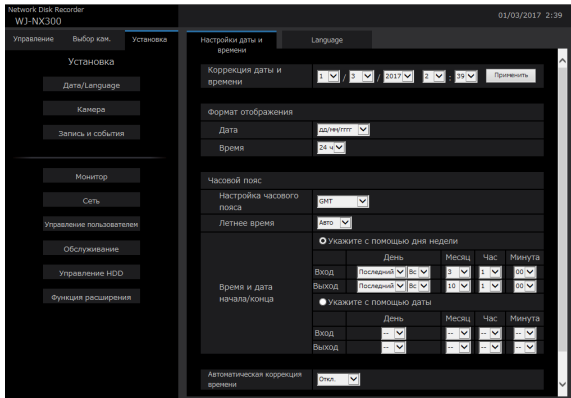 Network Disk Recorder
WJ-NX300
01/03/2017 2:39
Управление Выбор кам. Установка
Установка
Дата/Language
Камера
Запись и события
Монитор
Сеть
Управление пользователем
Обслуживание
Управление HDD
Функция расширения
Настройки даты и
времени
Language
Коррекция даты и
времени
1 / 3 / 2017 2 : 39 Применить
Формат отображения
Дата дд/мм/гггг
Время 24 ч
Часовой пояс
Настройка часового
пояса
GMT
Летнее время Авто
Время и дата
начала/конца
Укажите с помощью дня недели
День Месяц Час Минута
Вход Последний Вс 3 1 00
Выход Последний Вс 10 1 00
Укажите с помощью даты
День Месяц Час Минута
Вход -- -- -- --
Выход -- -- -- --
Автоматическая коррекция
времени
Откл.